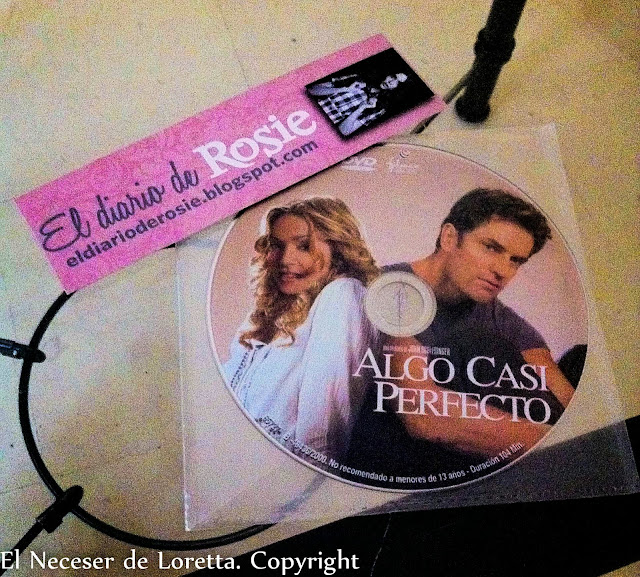 El diario de Rosie
eldiarioderosie.blogspot.com
DVD
ALGO CASI
PERFECTO
No recomendado a menores de 13 años - Duración 104 Min.
El Neceser de Loretta. Copyright